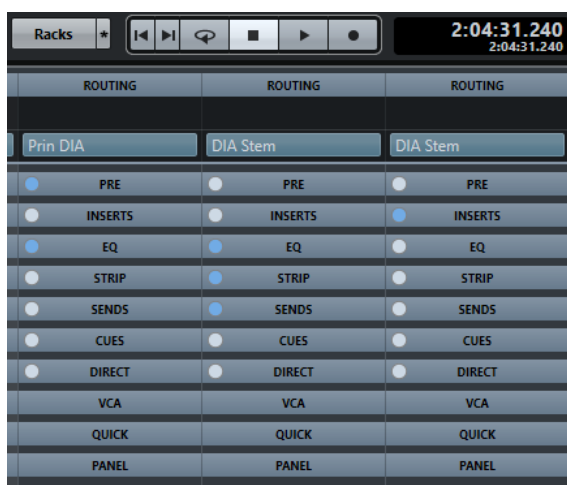 Racks * 2:04:31.240
2:04:31.240
ROUTING ROUTING ROUTING
Prin DIA DIA Stem DIA Stem
PRE PRE PRE
INSERTS INSERTS INSERTS
EQ EQ EQ
STRIP STRIP STRIP
SENDS SENDS SENDS
CUES CUES CUES
DIRECT DIRECT DIRECT
VCA VCA VCA
QUICK QUICK QUICK
PANEL PANEL PANEL